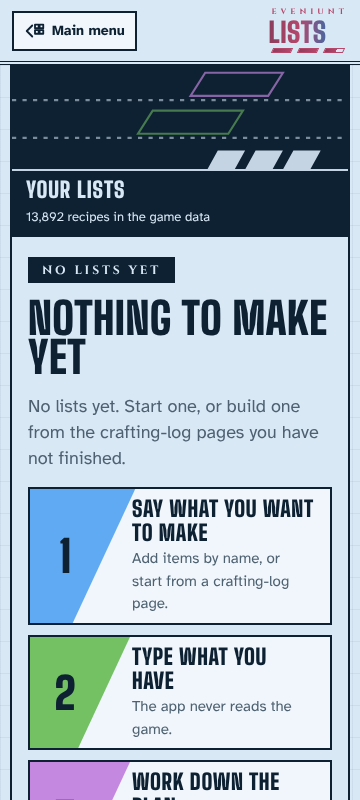 Main menu
EVENIUNT
LISTS
YOUR LISTS
13,892 recipes in the game data
NO LISTS YET
NOTHING TO MAKE
YET
No lists yet. Start one, or build one
from the crafting-log pages you have
not finished.
1
SAY WHAT YOU WANT
TO MAKE
Add items by name, or
start from a crafting-log
page.
2
TYPE WHAT YOU
HAVE
The app never reads the
game.
WORK DOWN THE
PLAN